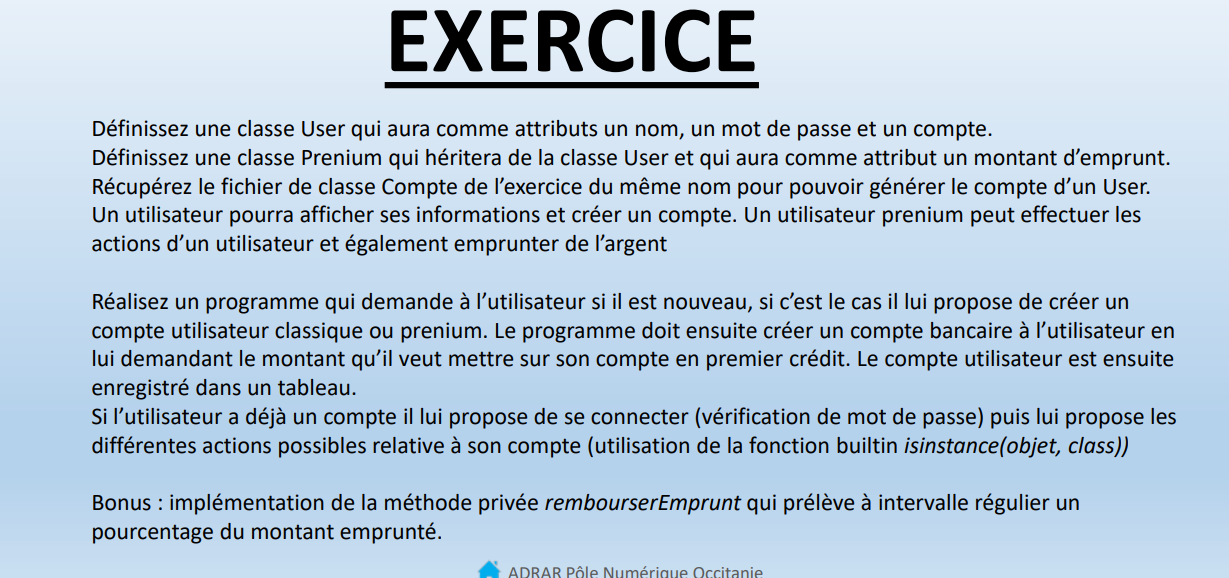 EXERCICE
Définissez une classe User qui aura comme attributs un nom, un mot de passe et un compte.
Définissez une classe Prenium qui héritera de la classe User et qui aura comme attribut un montant d’emprunt.
Récupérez le fichier de classe Compte de l’exercice du même nom pour pouvoir générer le compte d’un User.
Un utilisateur pourra afficher ses informations et créer un compte. Un utilisateur prenium peut effectuer les
actions d’un utilisateur et également emprunter de l’argent
Réalisez un programme qui demande à l’utilisateur si il est nouveau, si c’est le cas il lui propose de créer un
compte utilisateur classique ou prenium. Le programme doit ensuite créer un compte bancaire à l’utilisateur en
lui demandant le montant qu’il veut mettre sur son compte en premier crédit. Le compte utilisateur est ensuite
enregistré dans un tableau.
Si l’utilisateur a déjà un compte il lui propose de se connecter (vérification de mot de passe) puis lui propose les
différentes actions possibles relative à son compte (utilisation de la fonction builtin isinstance(objet, class))
Bonus : implémentation de la méthode privée rembourserEmprunt qui prélève à intervalle régulier un
pourcentage du montant emprunté.
ADRAR Pôle Numérique Occitanie